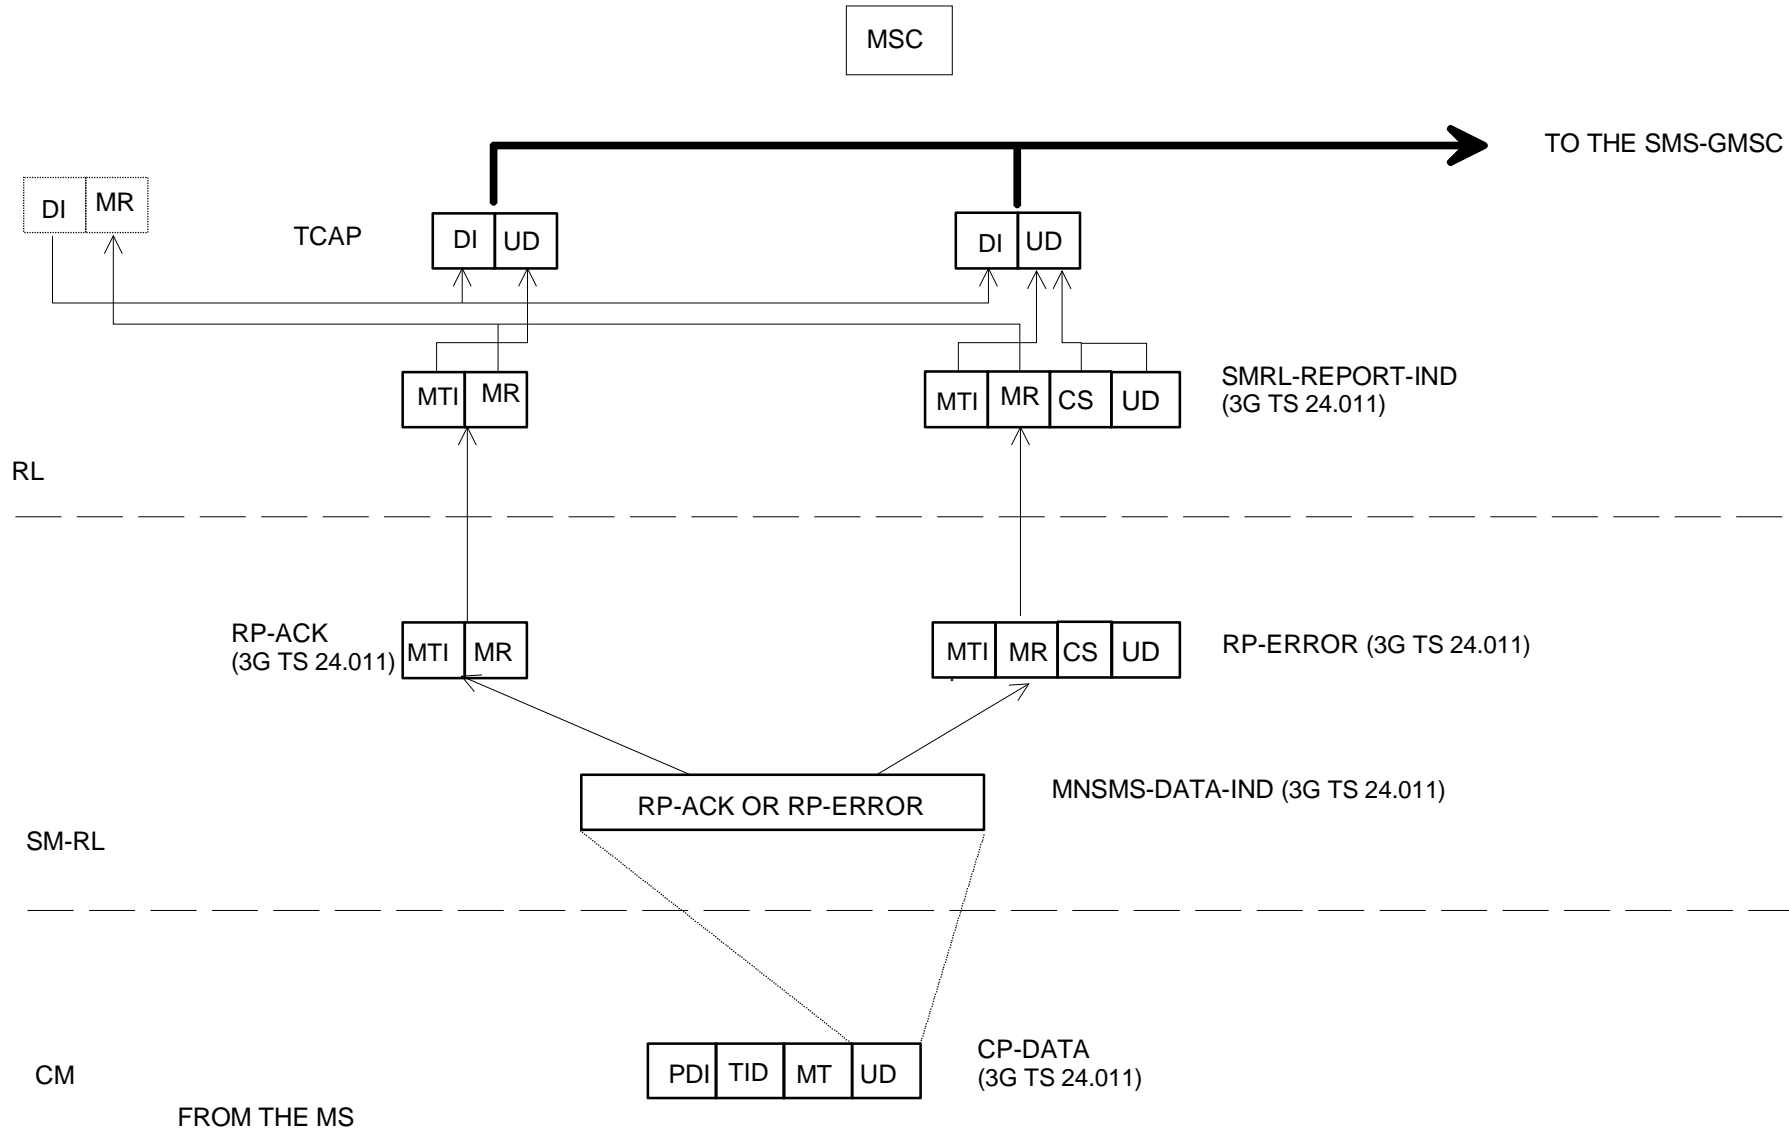 MSC
TO THE SMS-GMSC
DI MR
TCAP
DI UD
DI UD
MTI MR
MTI MR CS UD
SMRL-REPORT-IND
(3G TS 24.011)
RL
RP-ACK
(3G TS 24.011)
MTI MR
MTI MR CS UD
RP-ERROR (3G TS 24.011)
RP-ACK OR RP-ERROR
MNSMS-DATA-IND (3G TS 24.011)
SM-RL
PDI TID MT UD
CP-DATA
(3G TS 24.011)
CM
FROM THE MS